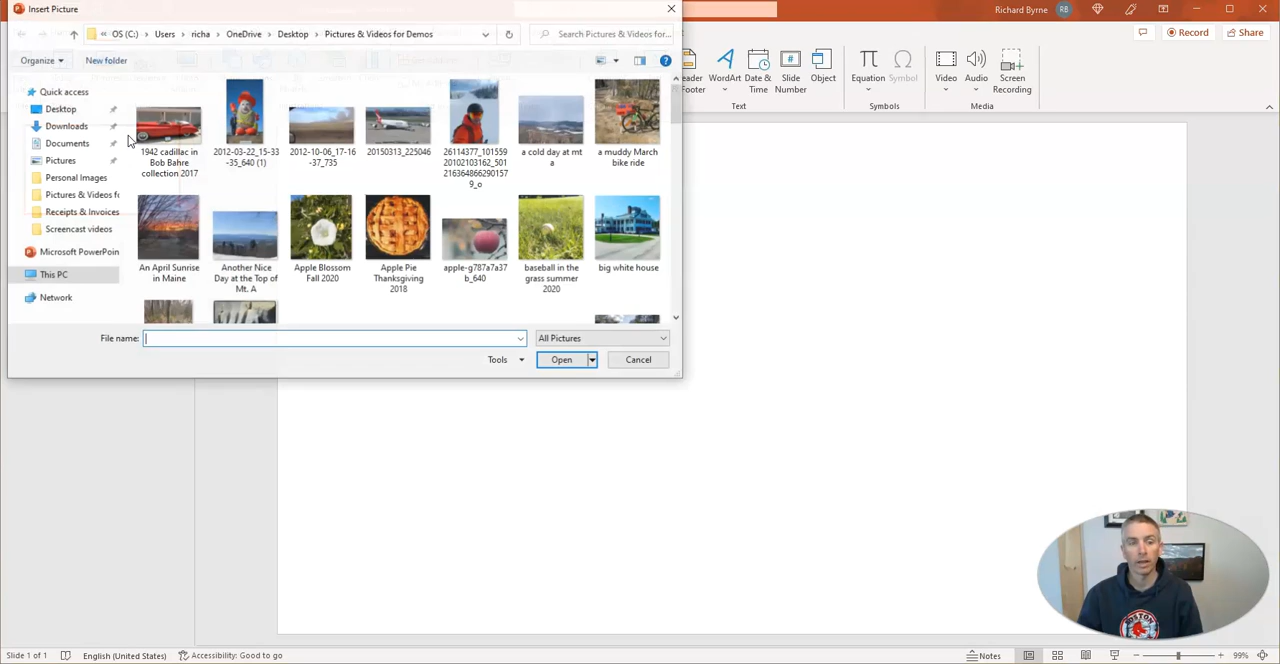 Insert Picture
Richard Byrne
RB
« OS (C:) > Users > richa > OneDrive > Desktop > Pictures & Videos for Demos
Search Pictures & Videos for...
Record
Share
Organize
New folder
Quick access
Desktop
Downloads
Documents
Pictures
Personal Images
Pictures & Videos fo
Receipts & Invoices
Screencast videos
Microsoft PowerPoin
This PC
Network
1942 cadillac in
Bob Bahre
collection 2017
2012-03-22_15-33
-35_640 (1)
2012-10-06_17-16
-37_735
20150313_225046
26114377_101559
20102103162_501
216364866290157
9_o
a cold day at mt
a
a muddy March
bike ride
An April Sunrise
in Maine
Another Nice
Day at the Top of
Mt. A
Apple Blossom
Fall 2020
Apple Pie
Thanksgiving
2018
apple-g787a7a37
b_640
baseball in the
grass summer
2020
big white house
File name:
All Pictures
Tools
Open
Cancel
eader
Footer
WordArt
Date &
Time
Slide
Number
Object
Text
Equation
Symbol
Symbols
Video
Audio
Screen
Recording
Media
BOSTON
Slide 1 of 1
English (United States)
Accessibility: Good to go
Notes
99%